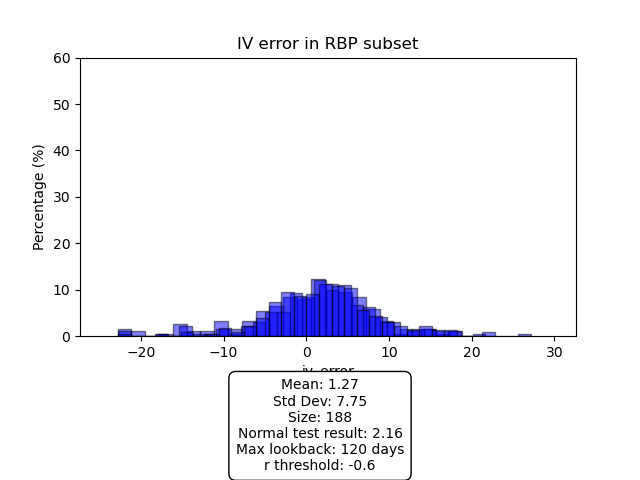 IV error in RBP subset
60
50
40
30
20
10
0
Percentage (%)
−20 −10 0 10 20 30
iv_error
Mean: 1.27
Std Dev: 7.75
Size: 188
Normal test result: 2.16
Max lookback: 120 days
r threshold: -0.6